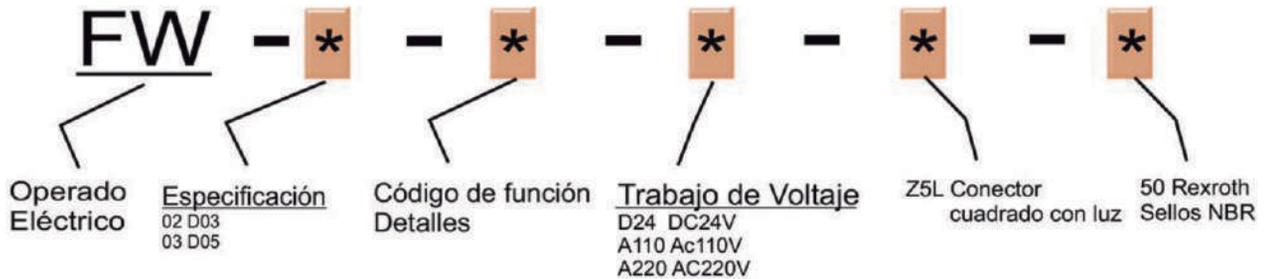 FW - * - * - * - * - *
Operado
Eléctrico
Especificación
02 D03
03 D05
Código de función
Detalles
Trabajo de Voltaje
D24 DC24V
A110 Ac110V
A220 AC220V
Z5L Conector
cuadrado con luz
50 Rexroth
Sellos NBR